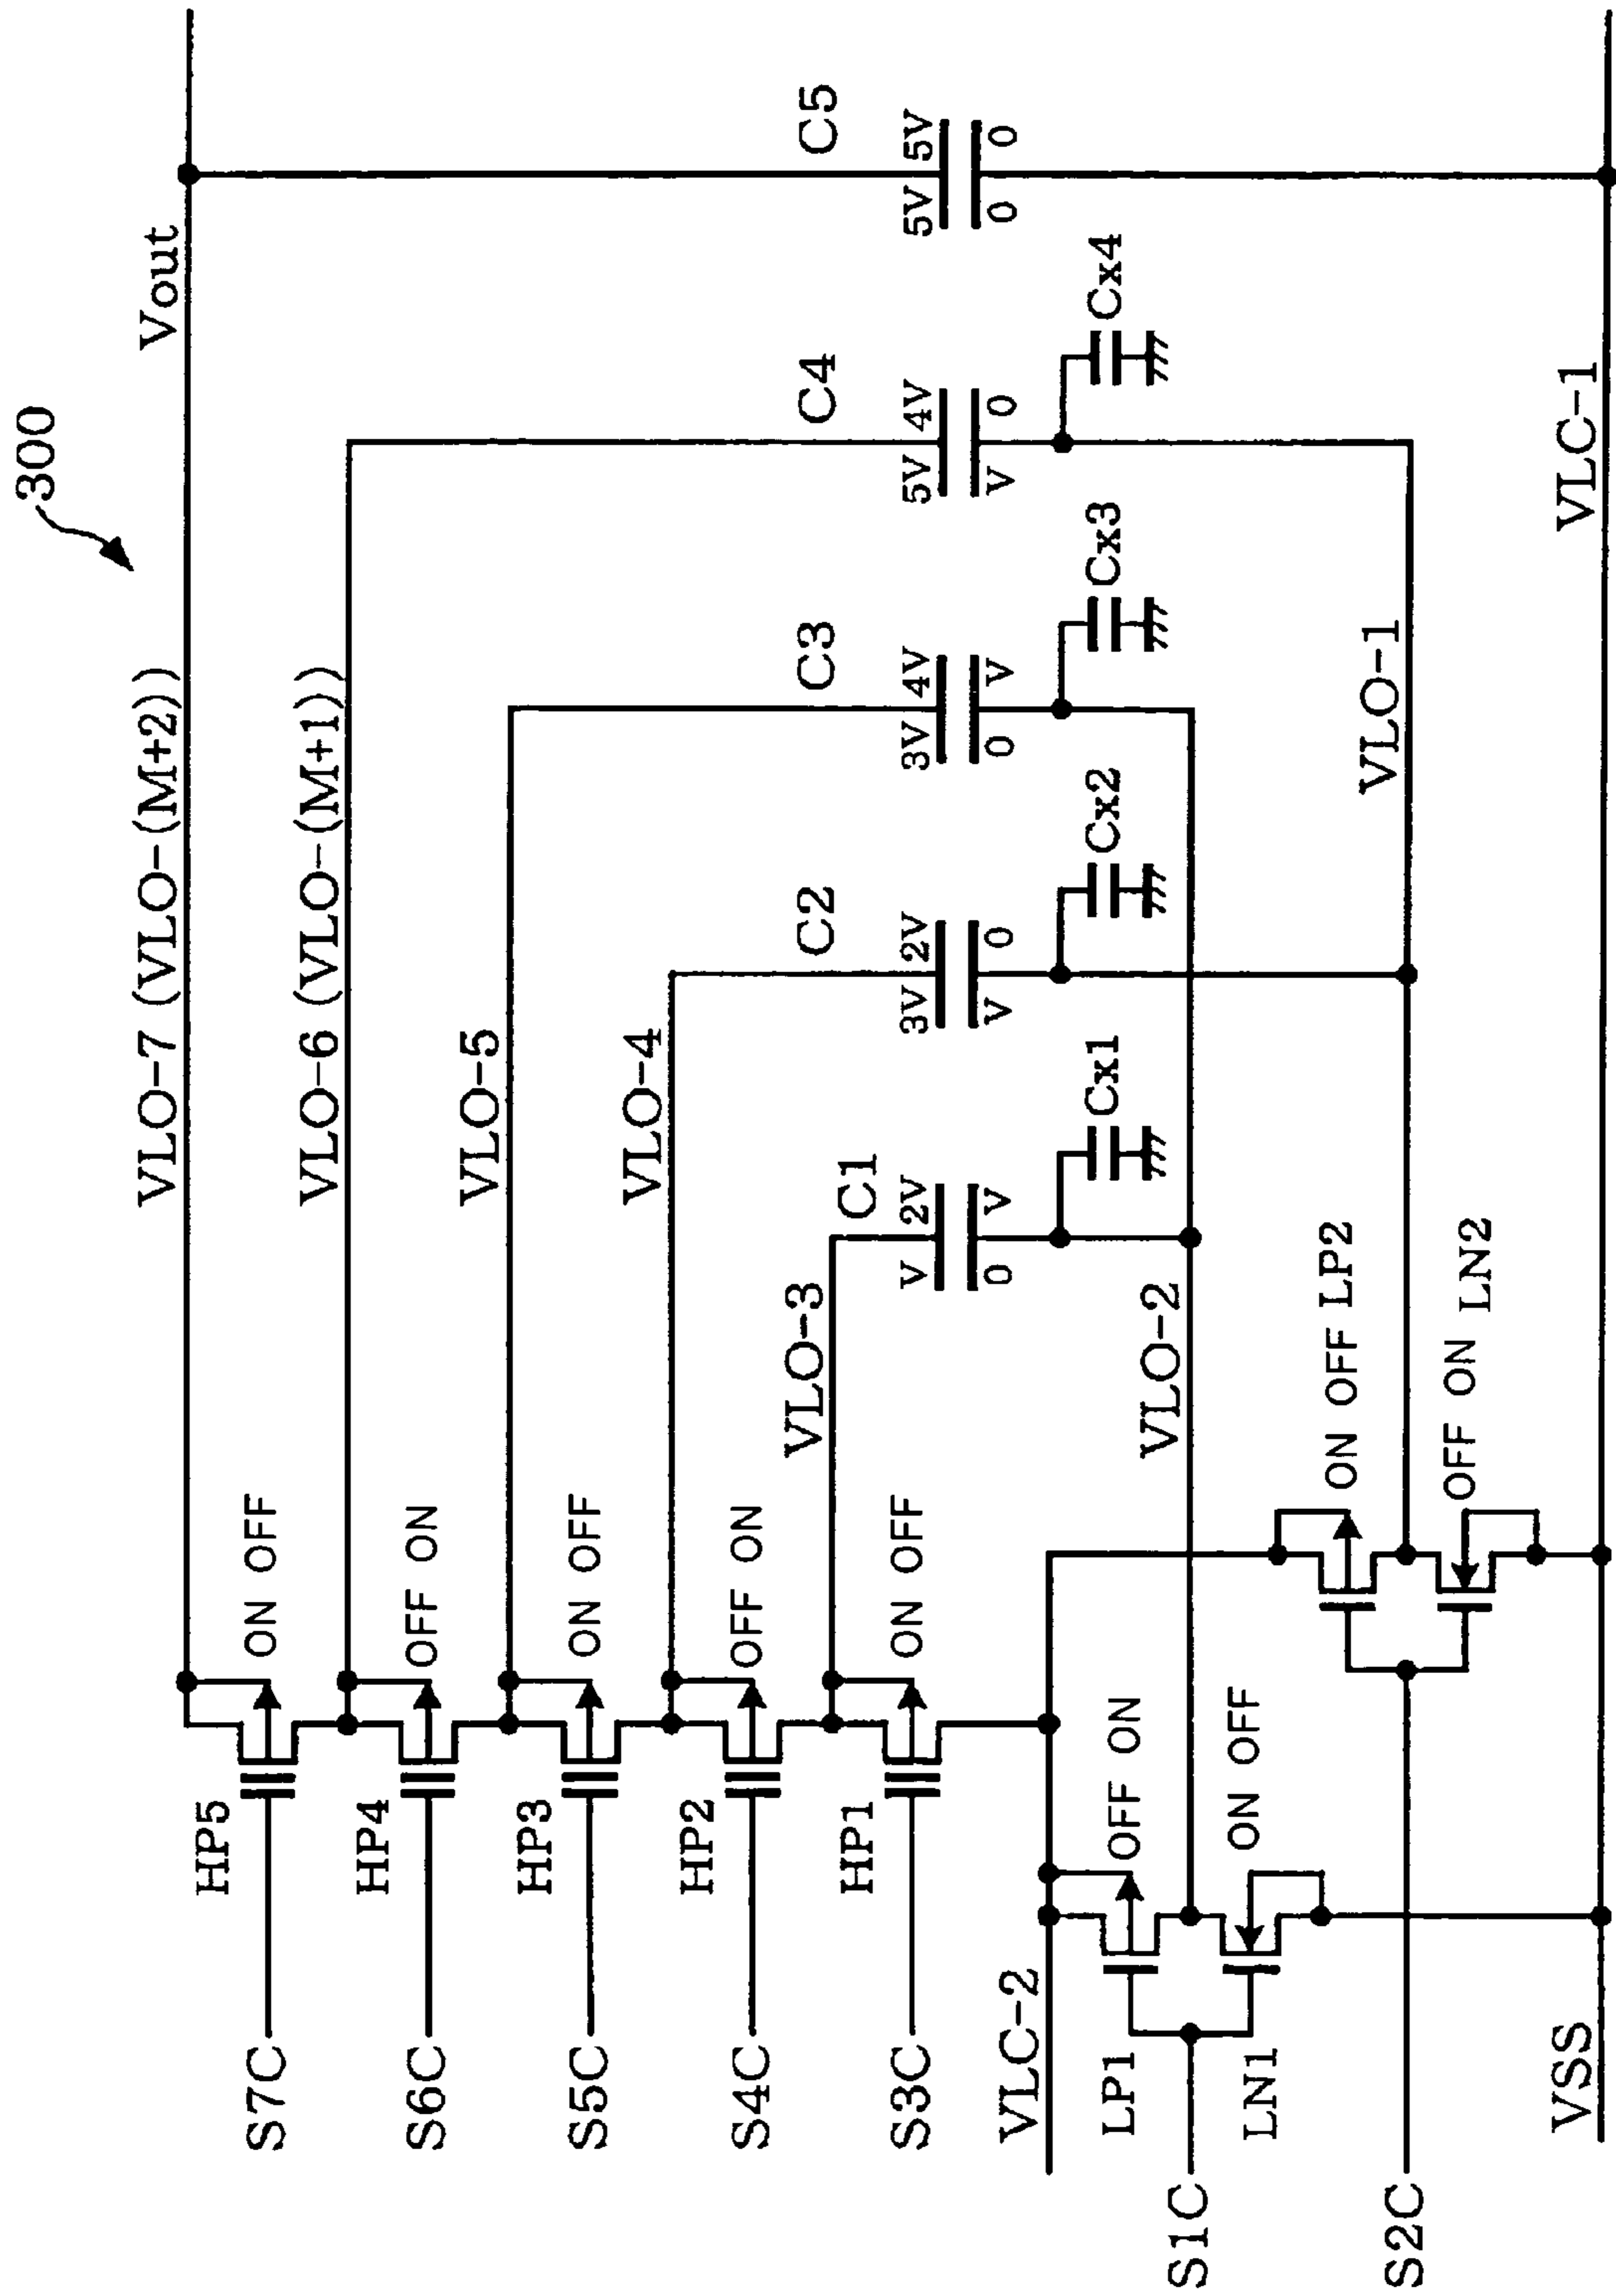 300
VLO-7 (VLO-(M+2))
Vout
S7C
HP5
ON OFF
VLO-6 (VLO-(M+1))
S6C
HP4
OFF ON
VLO-5
S5C
HP3
ON OFF
VLO-4
S4C
HP2
OFF ON
VLO-3
S3C
HP1
ON OFF
C1
V 2V
0 V
Cx1
C2
3V 2V
V 0
Cx2
C3
3V 4V
0 V
Cx3
C4
5V 4V
V 0
Cx4
C5
5V 5V
0 0
VLC-2
LP1
OFF ON
VLO-2
S1C
LN1
ON OFF
ON OFF LP2
VLO-1
S2C
OFF ON LN2
VSS
VLC-1